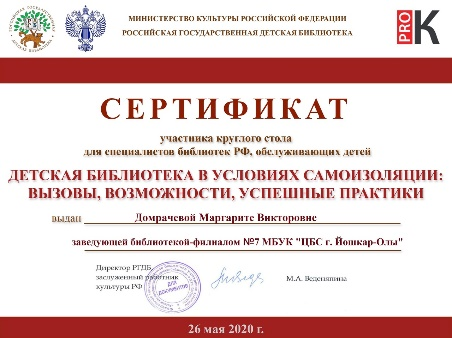 МИНИСТЕРСТВО КУЛЬТУРЫ РОССИЙСКОЙ ФЕДЕРАЦИИ
РОССИЙСКАЯ ГОСУДАРСТВЕННАЯ ДЕТСКАЯ БИБЛИОТЕКА
PRO К
СЕРТИФИКАТ
участника круглого стола
для специалистов библиотек РФ, обслуживающих детей
ДЕТСКАЯ БИБЛИОТЕКА В УСЛОВИЯХ САМОИЗОЛЯЦИИ:
ВЫЗОВЫ, ВОЗМОЖНОСТИ, УСПЕШНЫЕ ПРАКТИКИ
выдан Домрачевой Маргарите Викторовне
заведующей библиотекой-филиалом №7 МБУК "ЦБС г. Йошкар-Олы"
Директор РГДБ,
заслуженный работник
культуры РФ
М.А. Веденяпина
ДЛЯ
ДОКУМЕНТОВ
26 мая 2020 г.